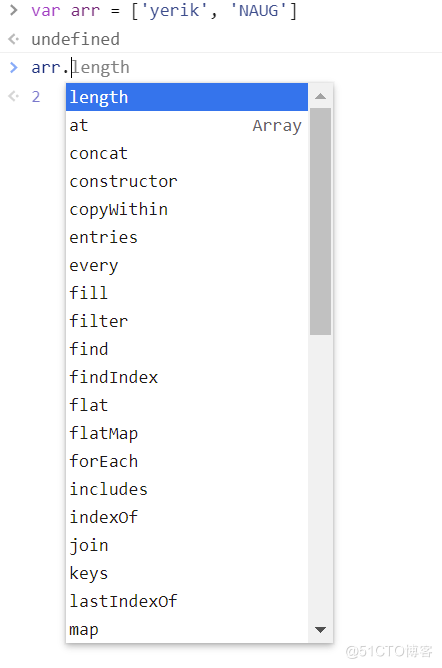 > var arr = ['yerik', 'NAUG']
undefined
> arr.length
2
length
at Array
concat
constructor
copyWithin
entries
every
fill
filter
find
findIndex
flat
flatMap
forEach
includes
indexOf
join
keys
lastIndexOf
map
@51CTO博客